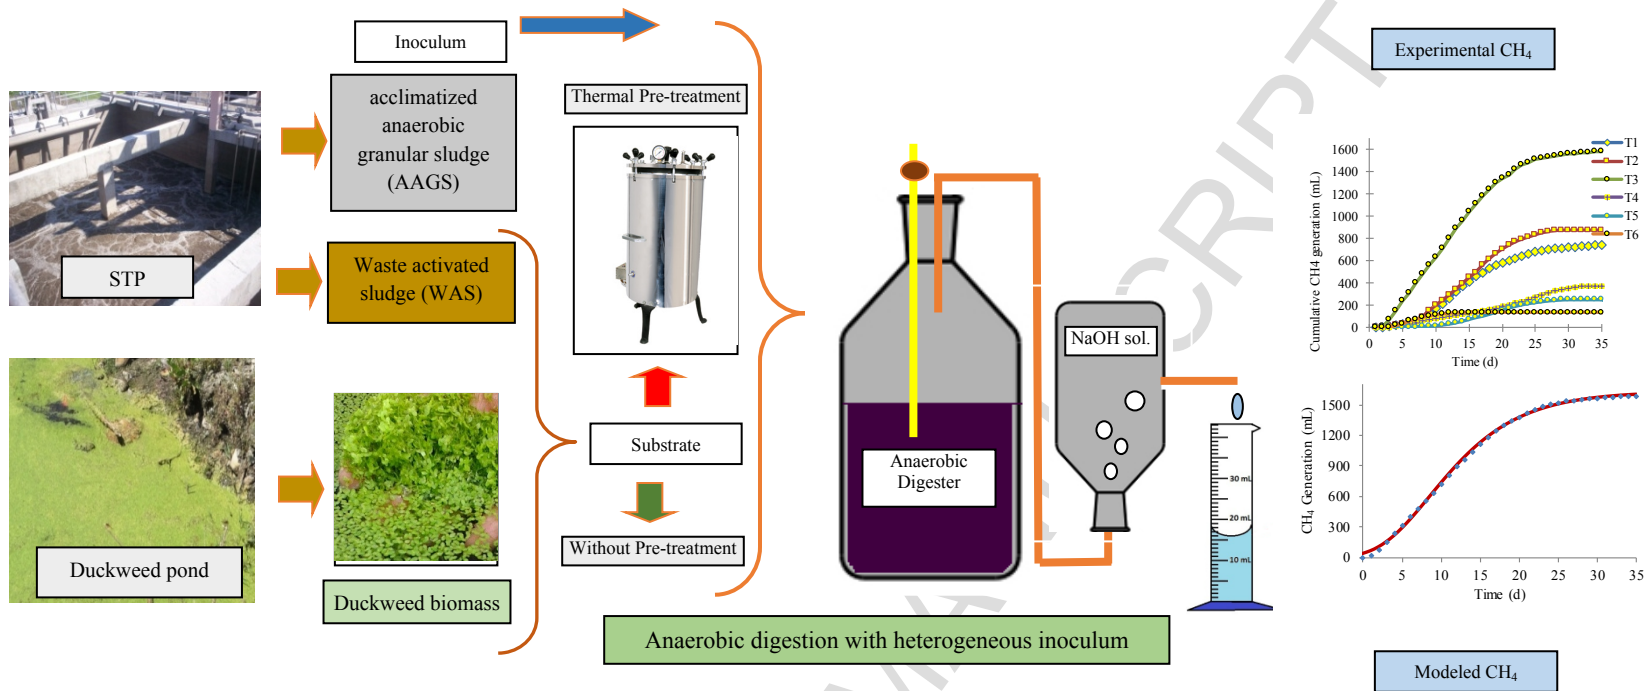 Inoculum
acclimatized
anaerobic
granular sludge
(AAGS)
STP
Waste activated
sludge (WAS)
Duckweed pond
Duckweed biomass
Thermal Pre-treatment
Substrate
Without Pre-treatment
Anaerobic
Digester
NaOH sol.
30 mL
20 mL
10 mL
Anaerobic digestion with heterogeneous inoculum
Experimental CH4
Cumulative CH4 generation (mL)
1600
1400
1200
1000
800
600
400
200
0
0 5 10 15 20 25 30 35
Time (d)
T1
T2
T3
T4
T5
T6
CH4 Generation (mL)
1500
1200
900
600
300
0
0 5 10 15 20 25 30 35
Time (d)
Modeled CH4